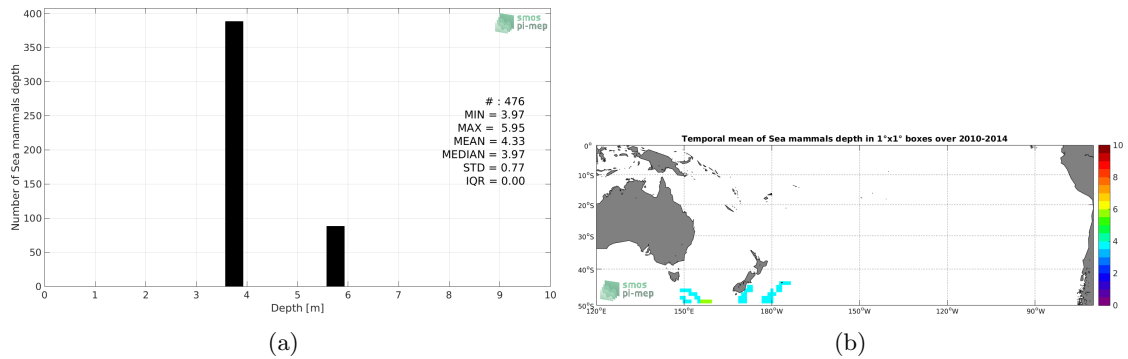 400
350
300
250
200
150
100
50
0
Number of Sea mammals depth
0 1 2 3 4 5 6 7 8 9 10
Depth [m]
smos
pi-mep
# : 476
MIN = 3.97
MAX = 5.95
MEAN = 4.33
MEDIAN = 3.97
STD = 0.77
IQR = 0.00
(a)
Temporal mean of Sea mammals depth in 1°x1° boxes over 2010-2014
0°
10°S
20°S
30°S
40°S
50°S
120°E 150°E 180°W 150°W 120°W 90°W
smos
pi-mep
10
8
6
4
2
0
(b)